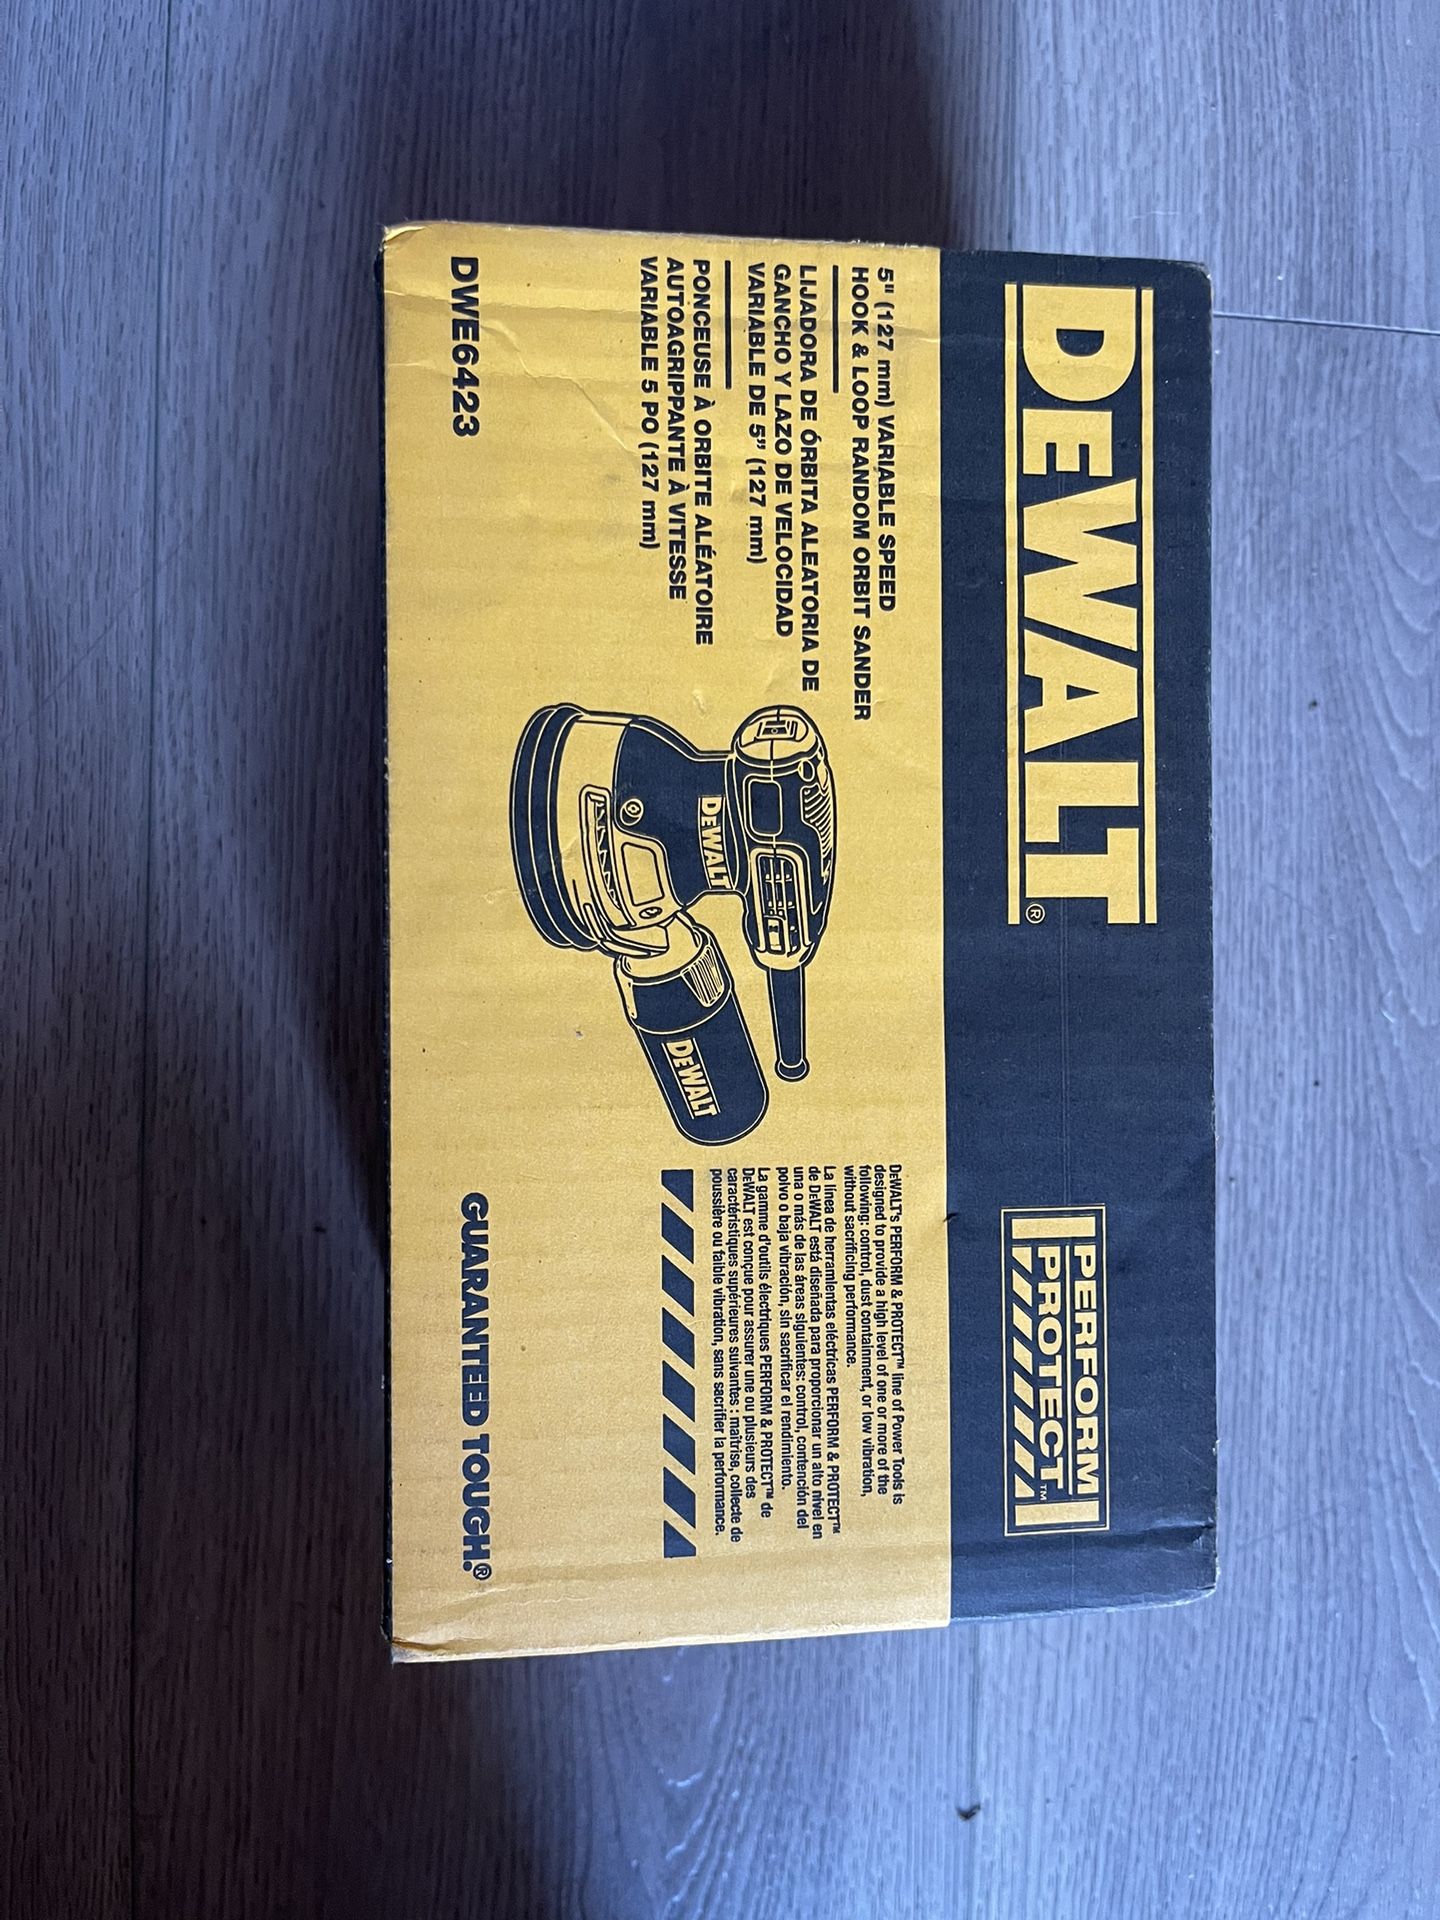 DEWALT®
PERFORM
PROTECT™
5" (127 mm) VARIABLE SPEED
HOOK & LOOP RANDOM ORBIT SANDER
LIJADORA DE ÓRBITA ALEATORIA DE
GANCHO Y LAZO DE VELOCIDAD
VARIABLE DE 5" (127 mm)
PONCEUSE À ORBITE ALÉATOIRE
AUTOAGRIPPANTE À VITESSE
VARIABLE 5 PO (127 mm)
DEWALT
DEWALT
DEWALT's PERFORM & PROTECT™ line of Power Tools is
designed to provide a high level of one or more of the
following: control, dust containment, or low vibration,
without sacrificing performance.
La línea de herramientas eléctricas PERFORM & PROTECT™
de DEWALT está diseñada para proporcionar un alto nivel en
una o más de las áreas siguientes: control, contención del
polvo o baja vibración, sin sacrificar el rendimiento.
La gamme d'outils électriques PERFORM & PROTECT™ de
DEWALT est conçue pour assurer une ou plusieurs des
caractéristiques supérieures suivantes : maîtrise, collecte de
poussière ou faible vibration, sans sacrifier la performance.
DWE6423
GUARANTEED TOUGH.®